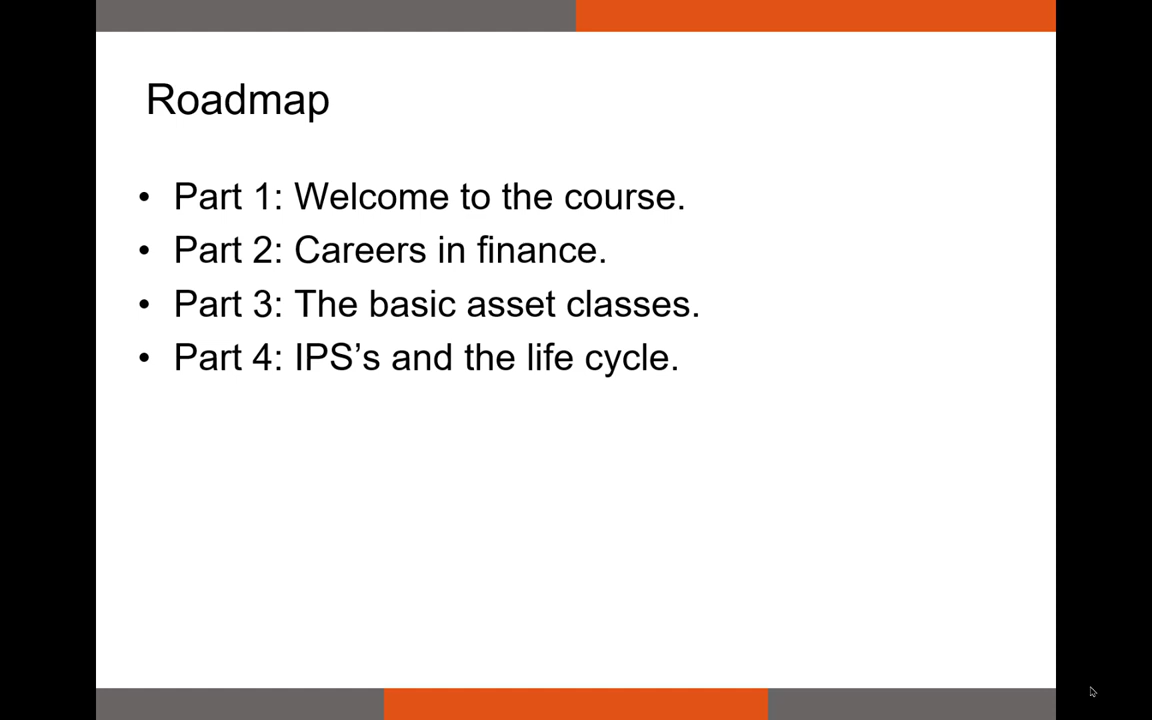 Roadmap
• Part 1: Welcome to the course.
• Part 2: Careers in finance.
• Part 3: The basic asset classes.
• Part 4: IPS’s and the life cycle.